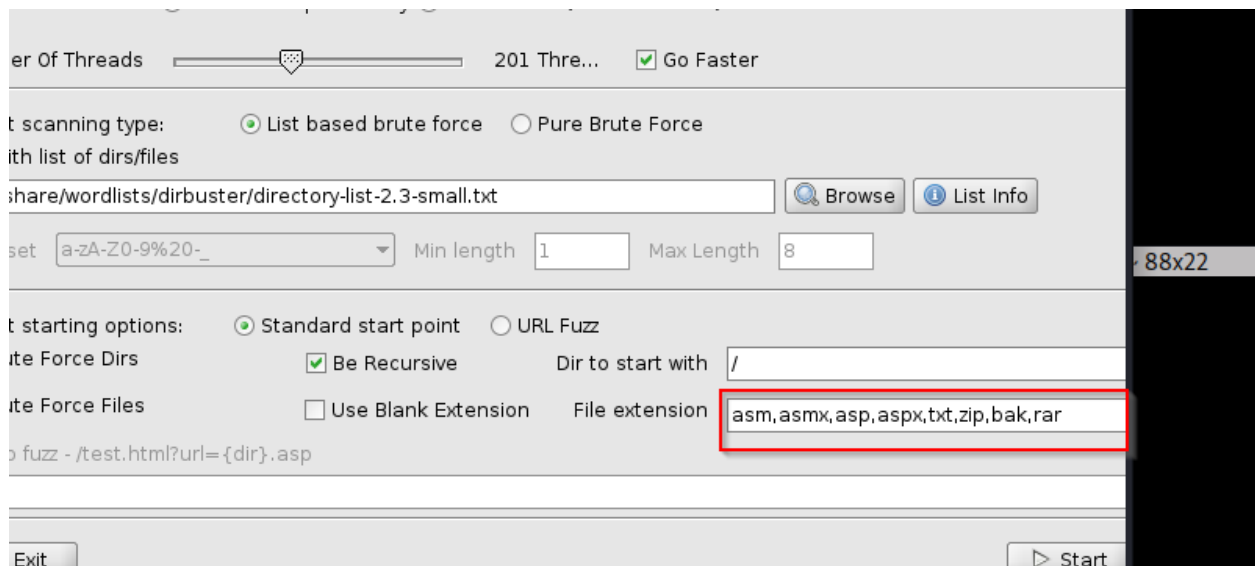 er Of Threads 201 Thre... Go Faster
t scanning type: List based brute force Pure Brute Force
ith list of dirs/files
share/wordlists/dirbuster/directory-list-2.3-small.txt Browse List Info
set a-zA-Z0-9%20-_ Min length 1 Max Length 8
88x22
t starting options: Standard start point URL Fuzz
ute Force Dirs Be Recursive Dir to start with /
ute Force Files Use Blank Extension File extension asm,asmx,asp,aspx,txt,zip,bak,rar
o fuzz - /test.html?url={dir}.asp
Exit Start